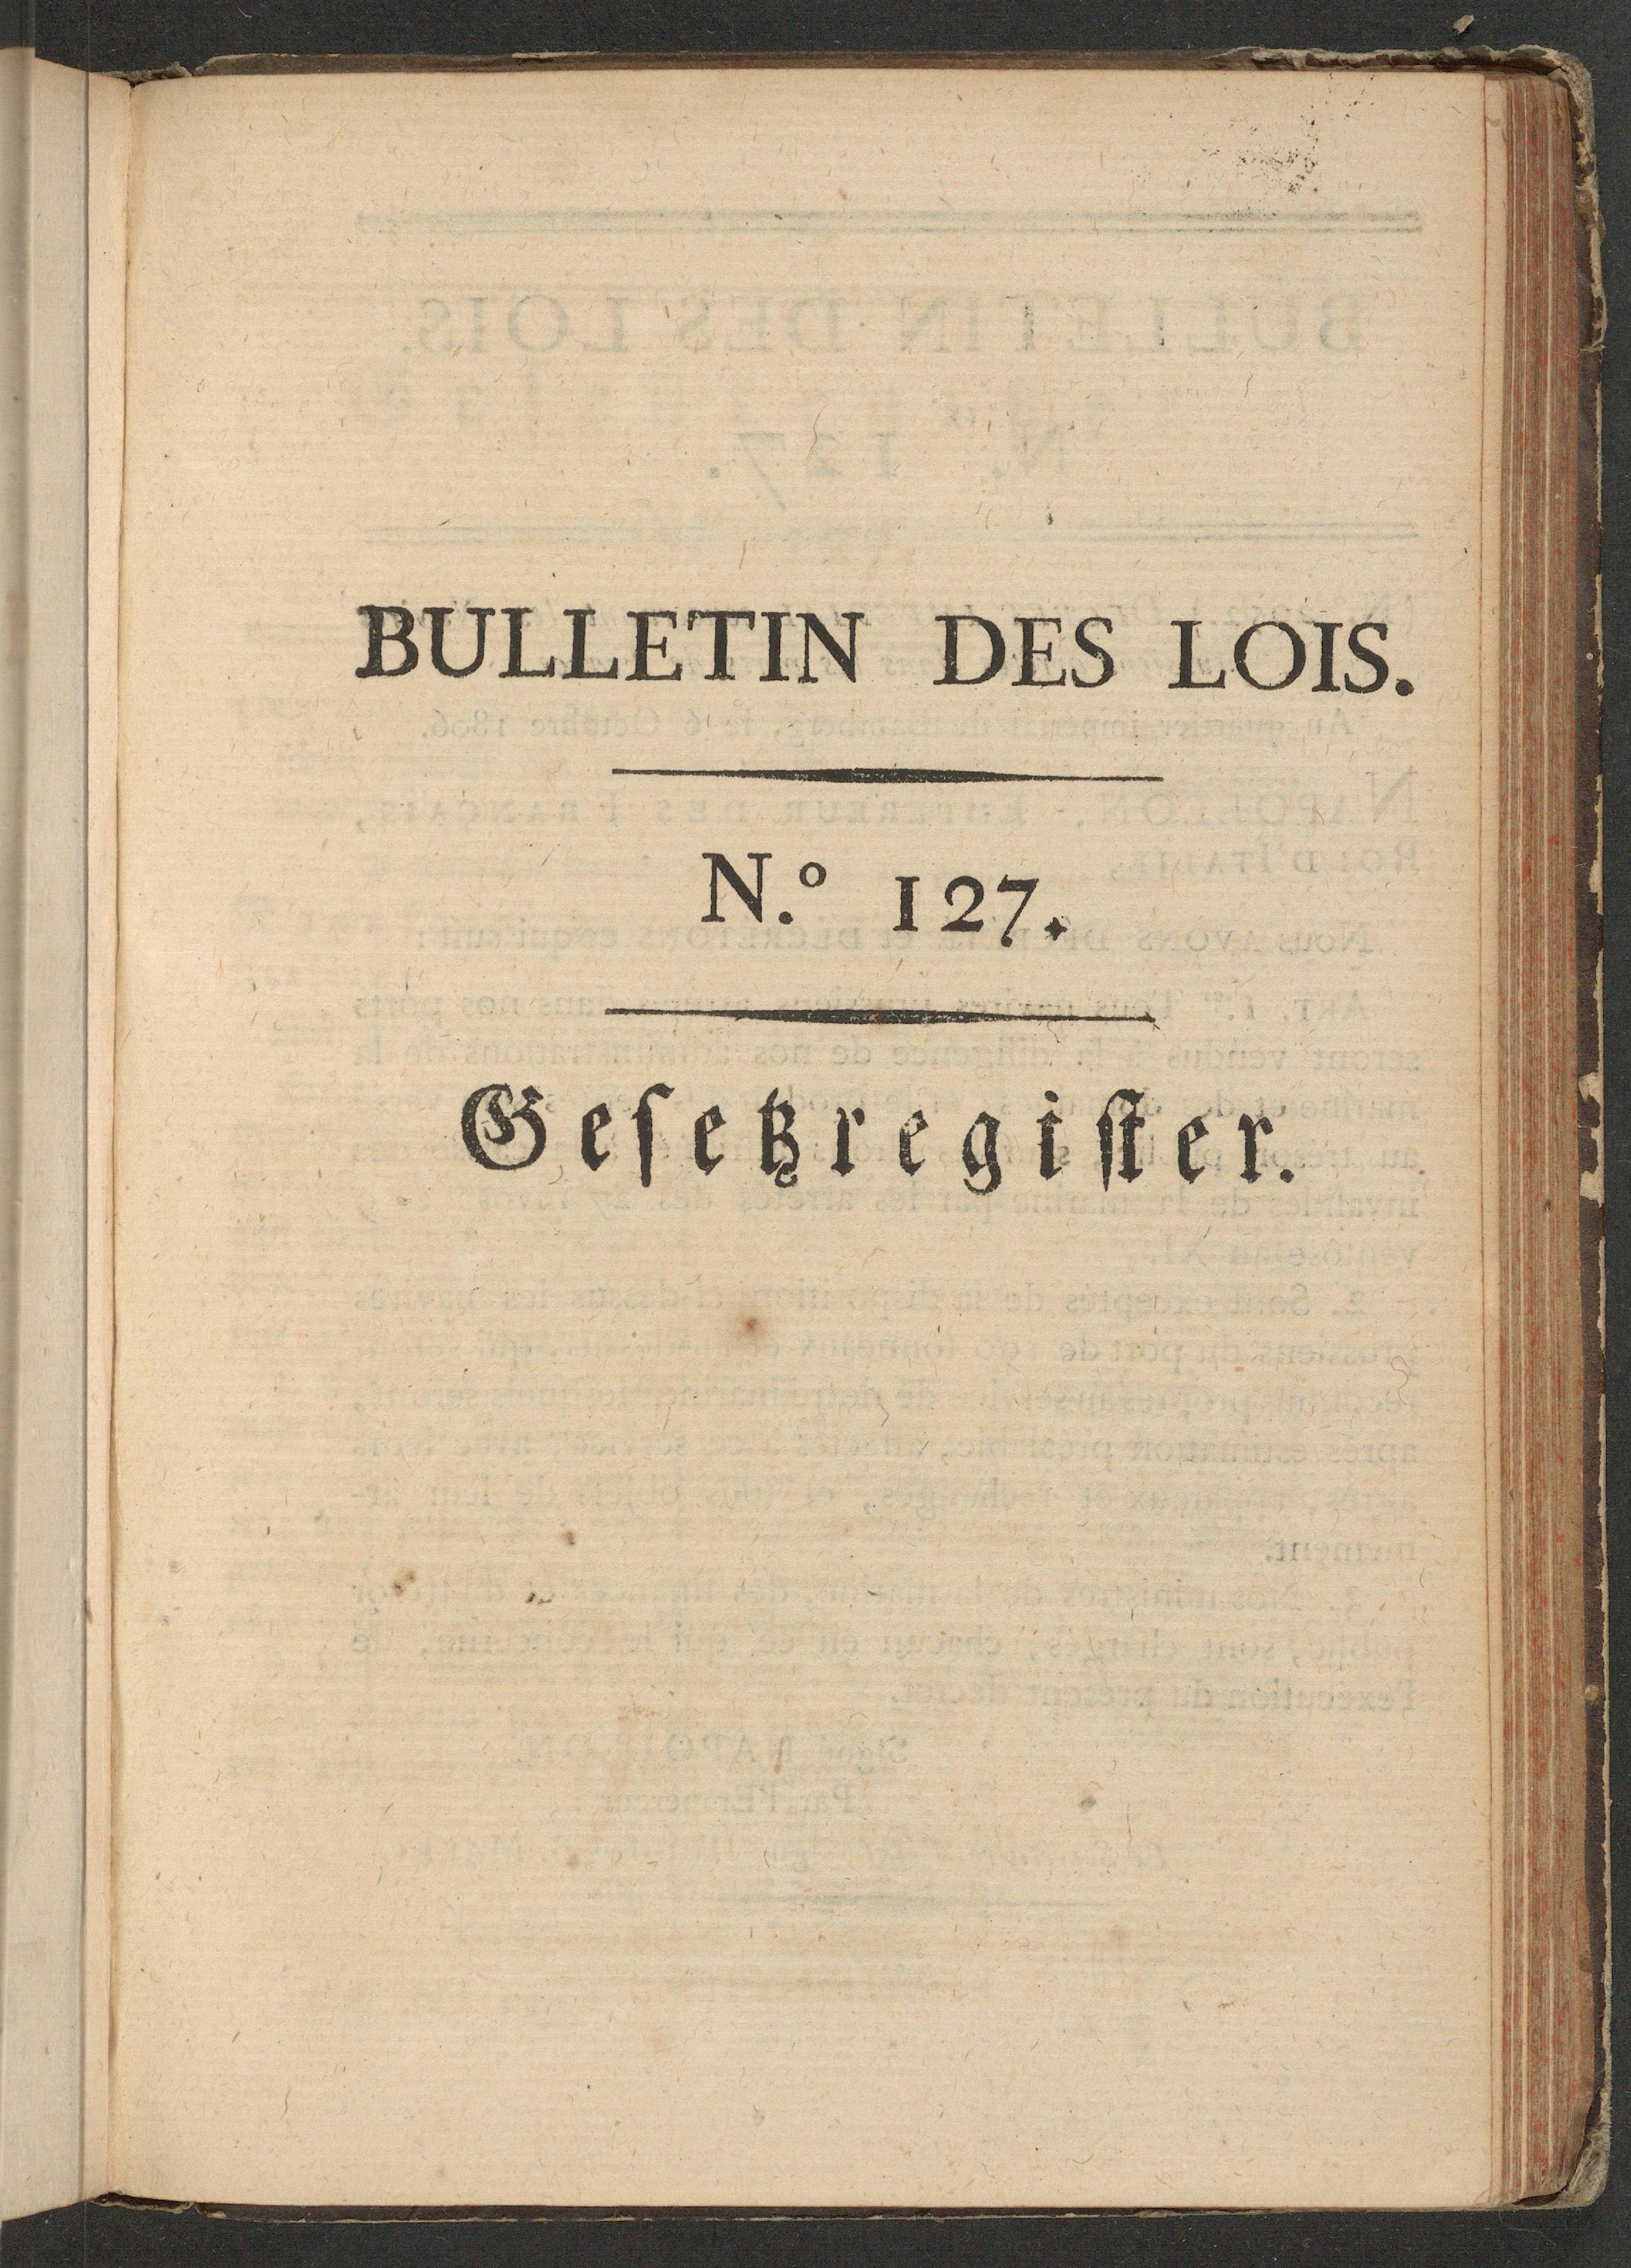 BULLETIN DES LOIS.
N.º 127.
Geſetzregiſter.